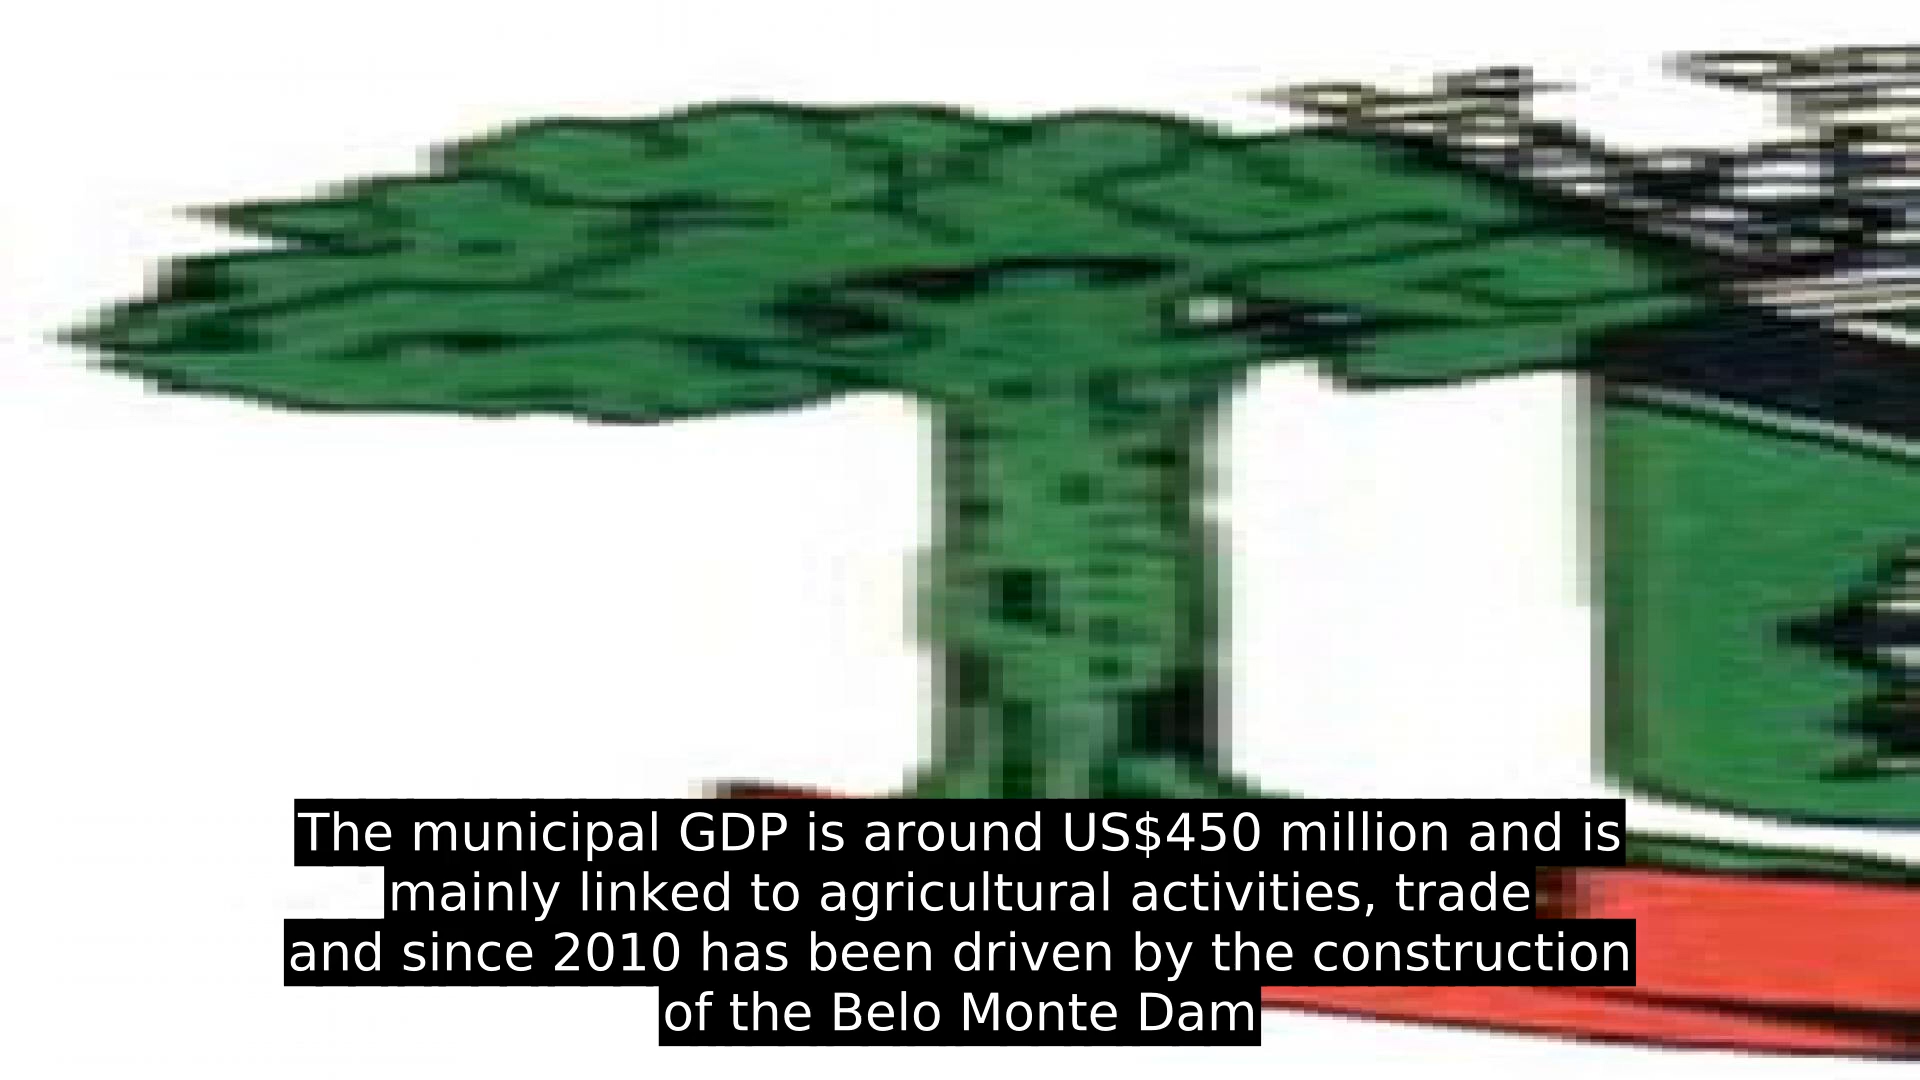 The municipal GDP is around US$450 million and is
mainly linked to agricultural activities, trade
and since 2010 has been driven by the construction
of the Belo Monte Dam